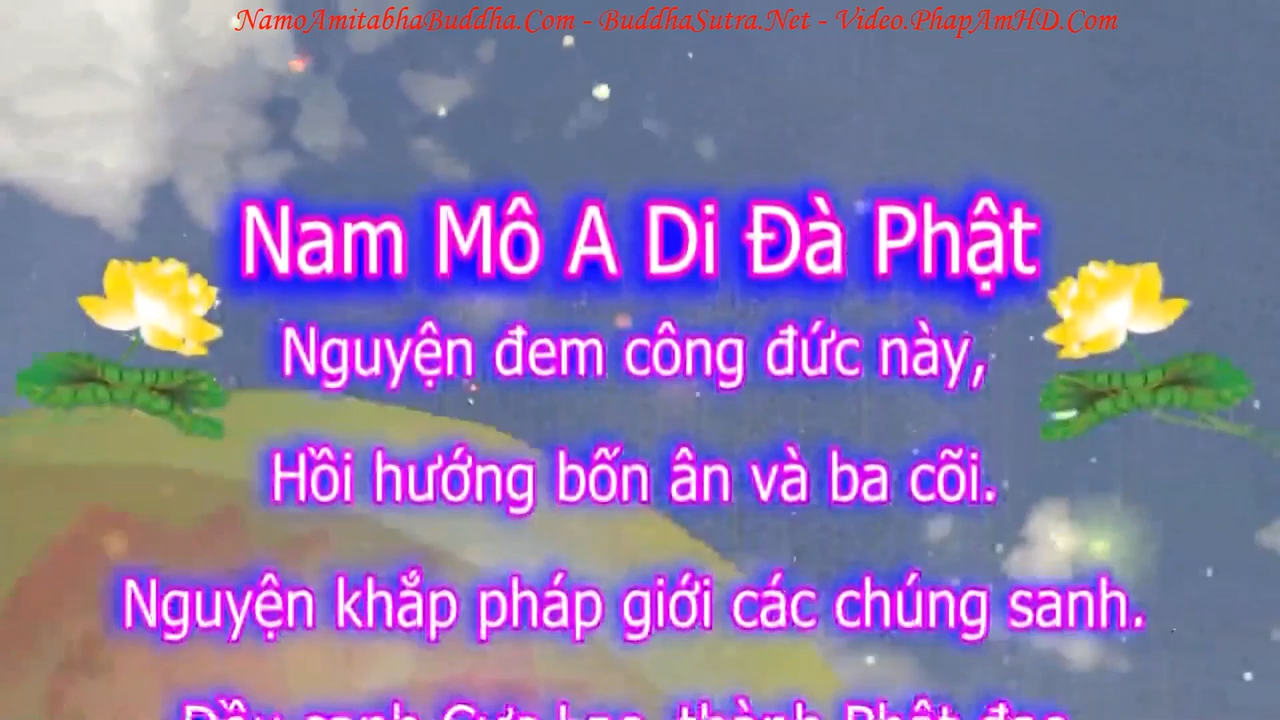 NamoAmitabhaBuddha.Com - BuddhaSutra.Net - Video.PhapAmHD.Com
Nam Mô A Di Đà Phật
Nguyện đem công đức này,
Hồi hướng bốn ân và ba cõi.
Nguyện khắp pháp giới các chúng sanh.